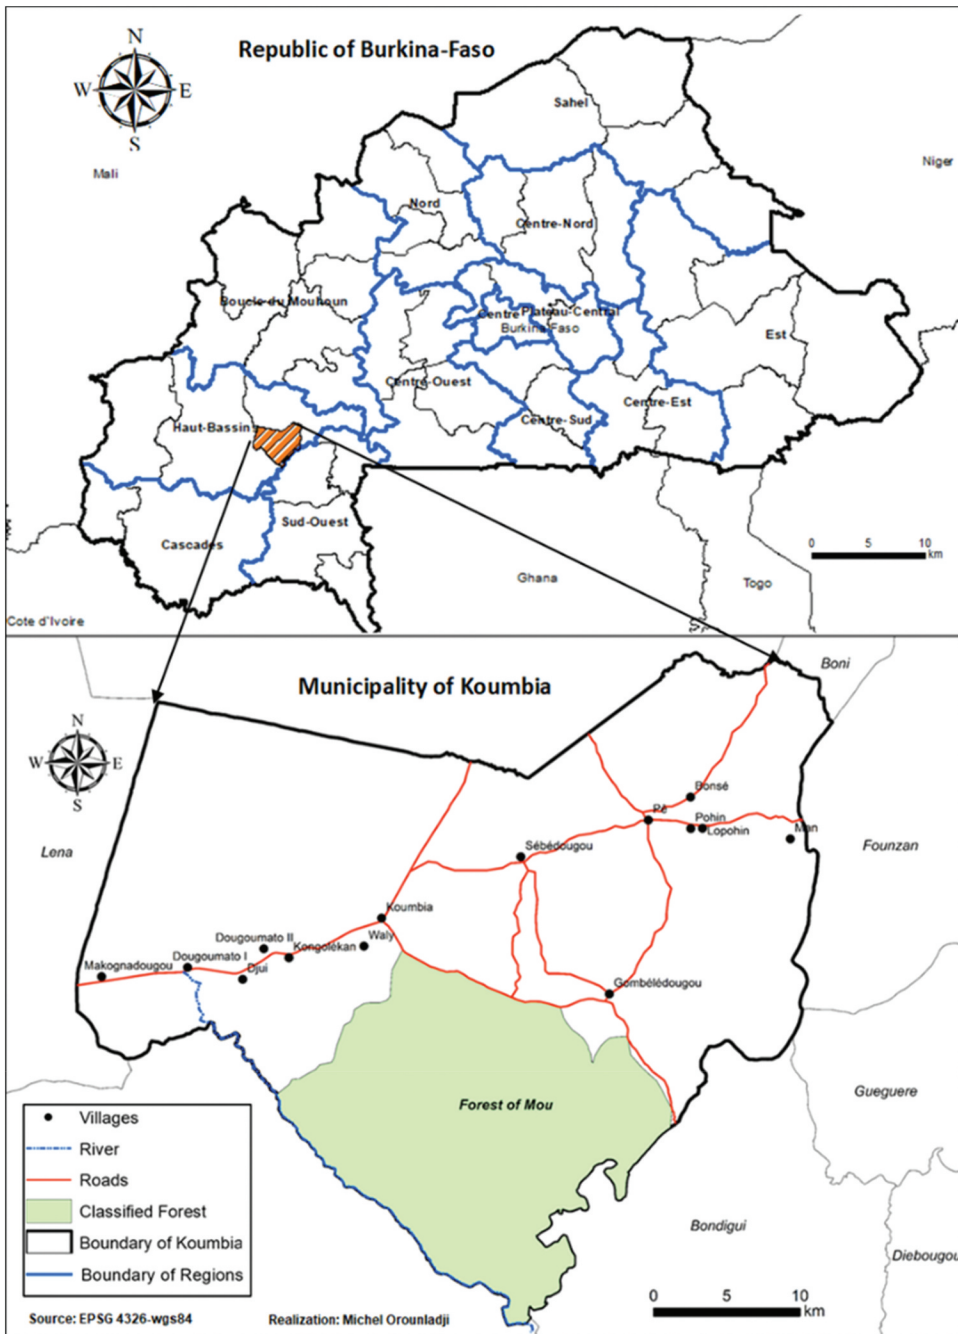 Republic of Burkina-Faso
N
W E
S
Mali
Niger
Sahel
Nord
Centre-Nord
Boucle du Mouhoun
Centre Plateau-Central
Burkina Faso
Est
Centre-Ouest
Centre-Est
Centre-Sud
Haut-Bassin
Sud-Ouest
Cascades
0 5 10
km
Ghana
Togo
Cote d'Ivoire
Municipality of Koumbia
Boni
N
W E
S
Lena
Bonsé
Pê
Pohin
Lopohin
Man
Founzan
Sébédougou
Koumbia
Waly
Dougoumato II
Kongolékan
Dougoumato I
Djui
Makognadougou
Gombélédougou
Gueguere
Forest of Mou
Bondigui
Diebougou
Villages
River
Roads
Classified Forest
Boundary of Koumbia
Boundary of Regions
0 5 10
km
Source: EPSG 4326-wgs84 Realization: Michel Orounladji